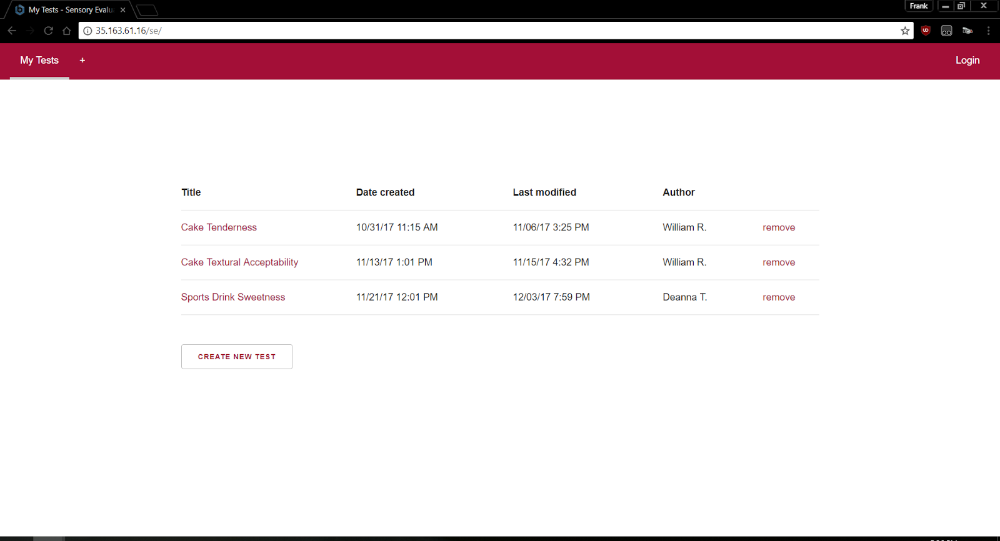 My Tests - Sensory Evalu
Frank
35.163.61.16/se/
My Tests + Login
Title Date created Last modified Author
Cake Tenderness 10/31/17 11:15 AM 11/06/17 3:25 PM William R. remove
Cake Textural Acceptability 11/13/17 1:01 PM 11/15/17 4:32 PM William R. remove
Sports Drink Sweetness 11/21/17 12:01 PM 12/03/17 7:59 PM Deanna T. remove
CREATE NEW TEST